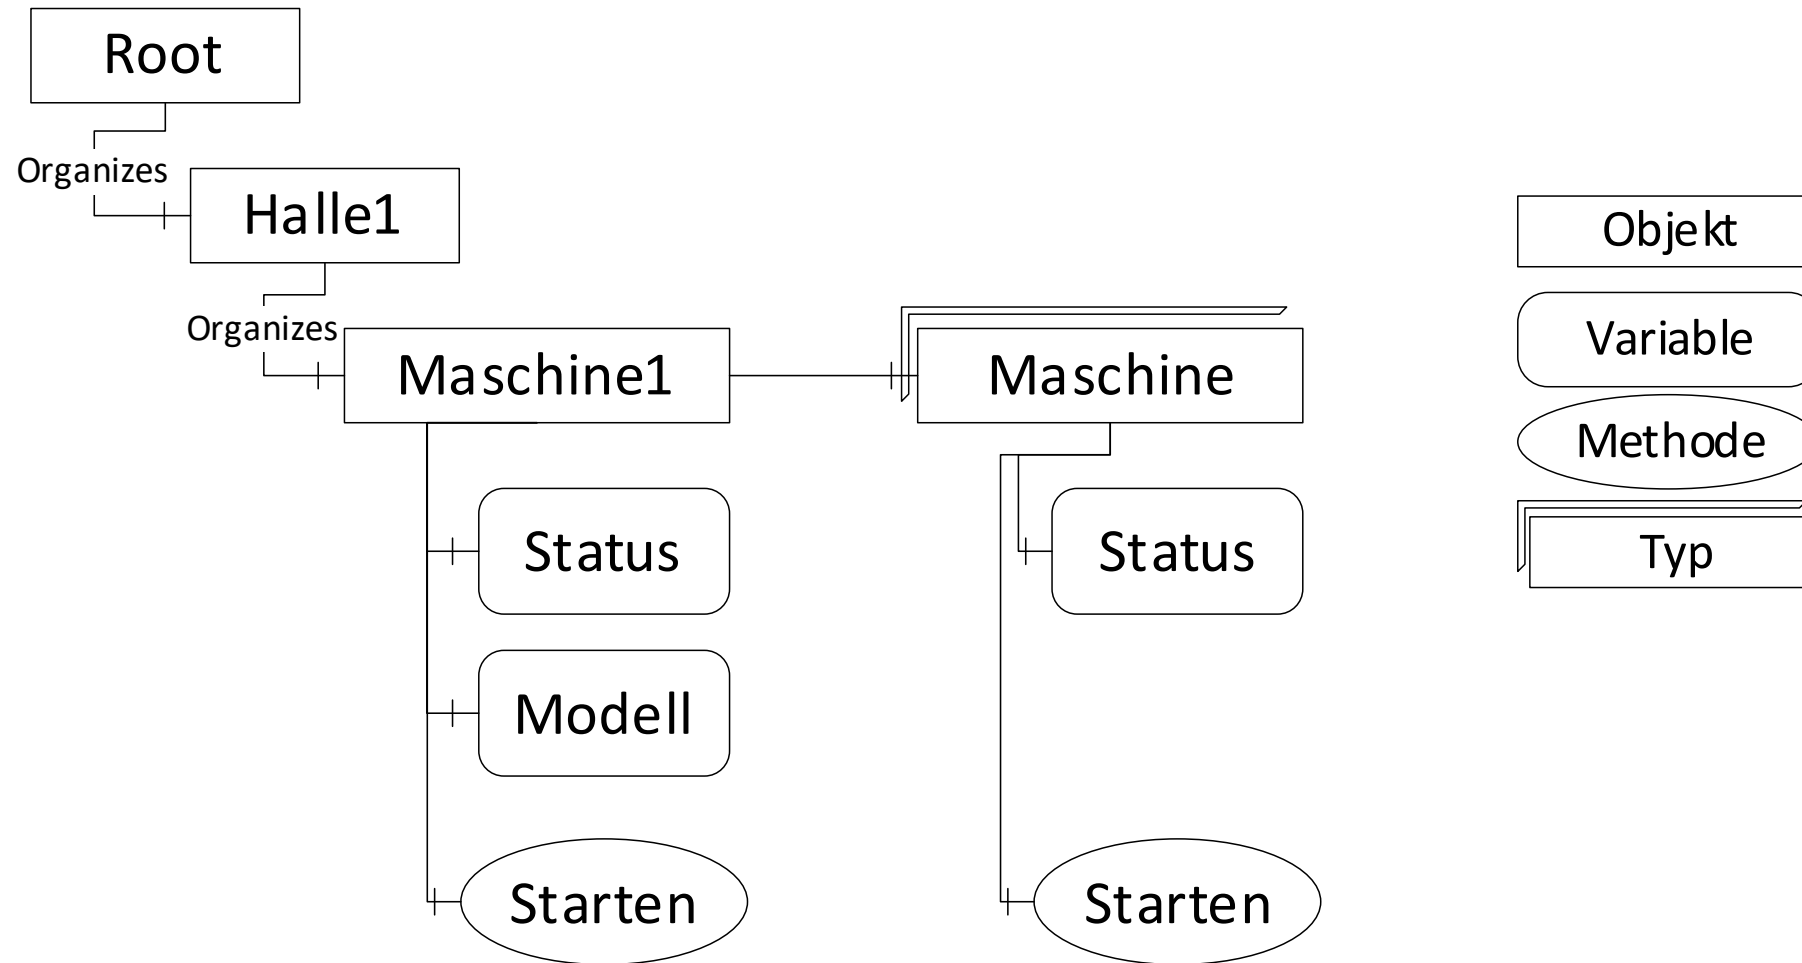 Root
Organizes
Halle1
Organizes
Maschine1
Maschine
Status
Status
Modell
Starten
Starten
Objekt
Variable
Methode
Typ